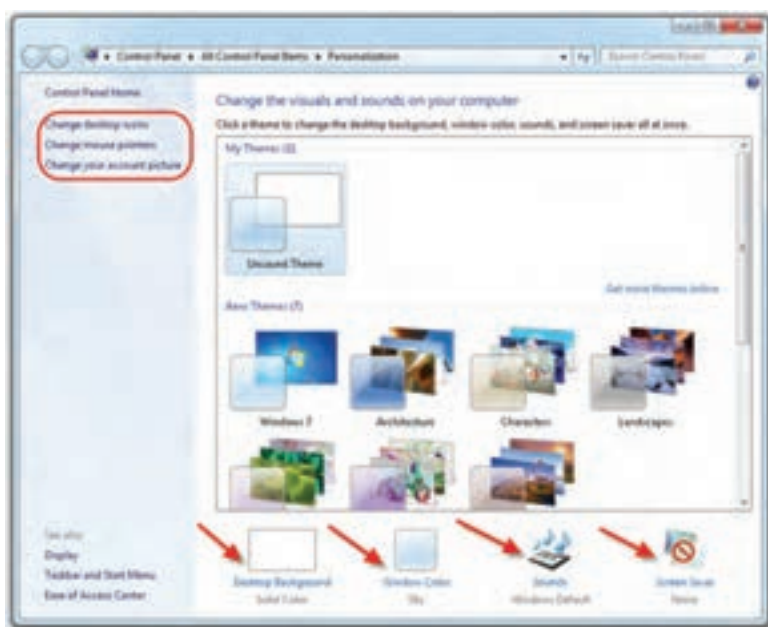 Control Panel ▸ All Control Panel Items ▸ Personalization
Search Control Panel
Control Panel Home
Change desktop icons
Change mouse pointers
Change your account picture
Change the visuals and sounds on your computer
Click a theme to change the desktop background, window color, sounds, and screen saver all at once.
My Themes (1)
Unsaved Theme
Get more themes online
Aero Themes (7)
Windows 7
Architecture
Characters
Landscapes
See also
Display
Taskbar and Start Menu
Ease of Access Center
Desktop Background
Solid Color
Window Color
Sky
Sounds
Windows Default
Screen Saver
None